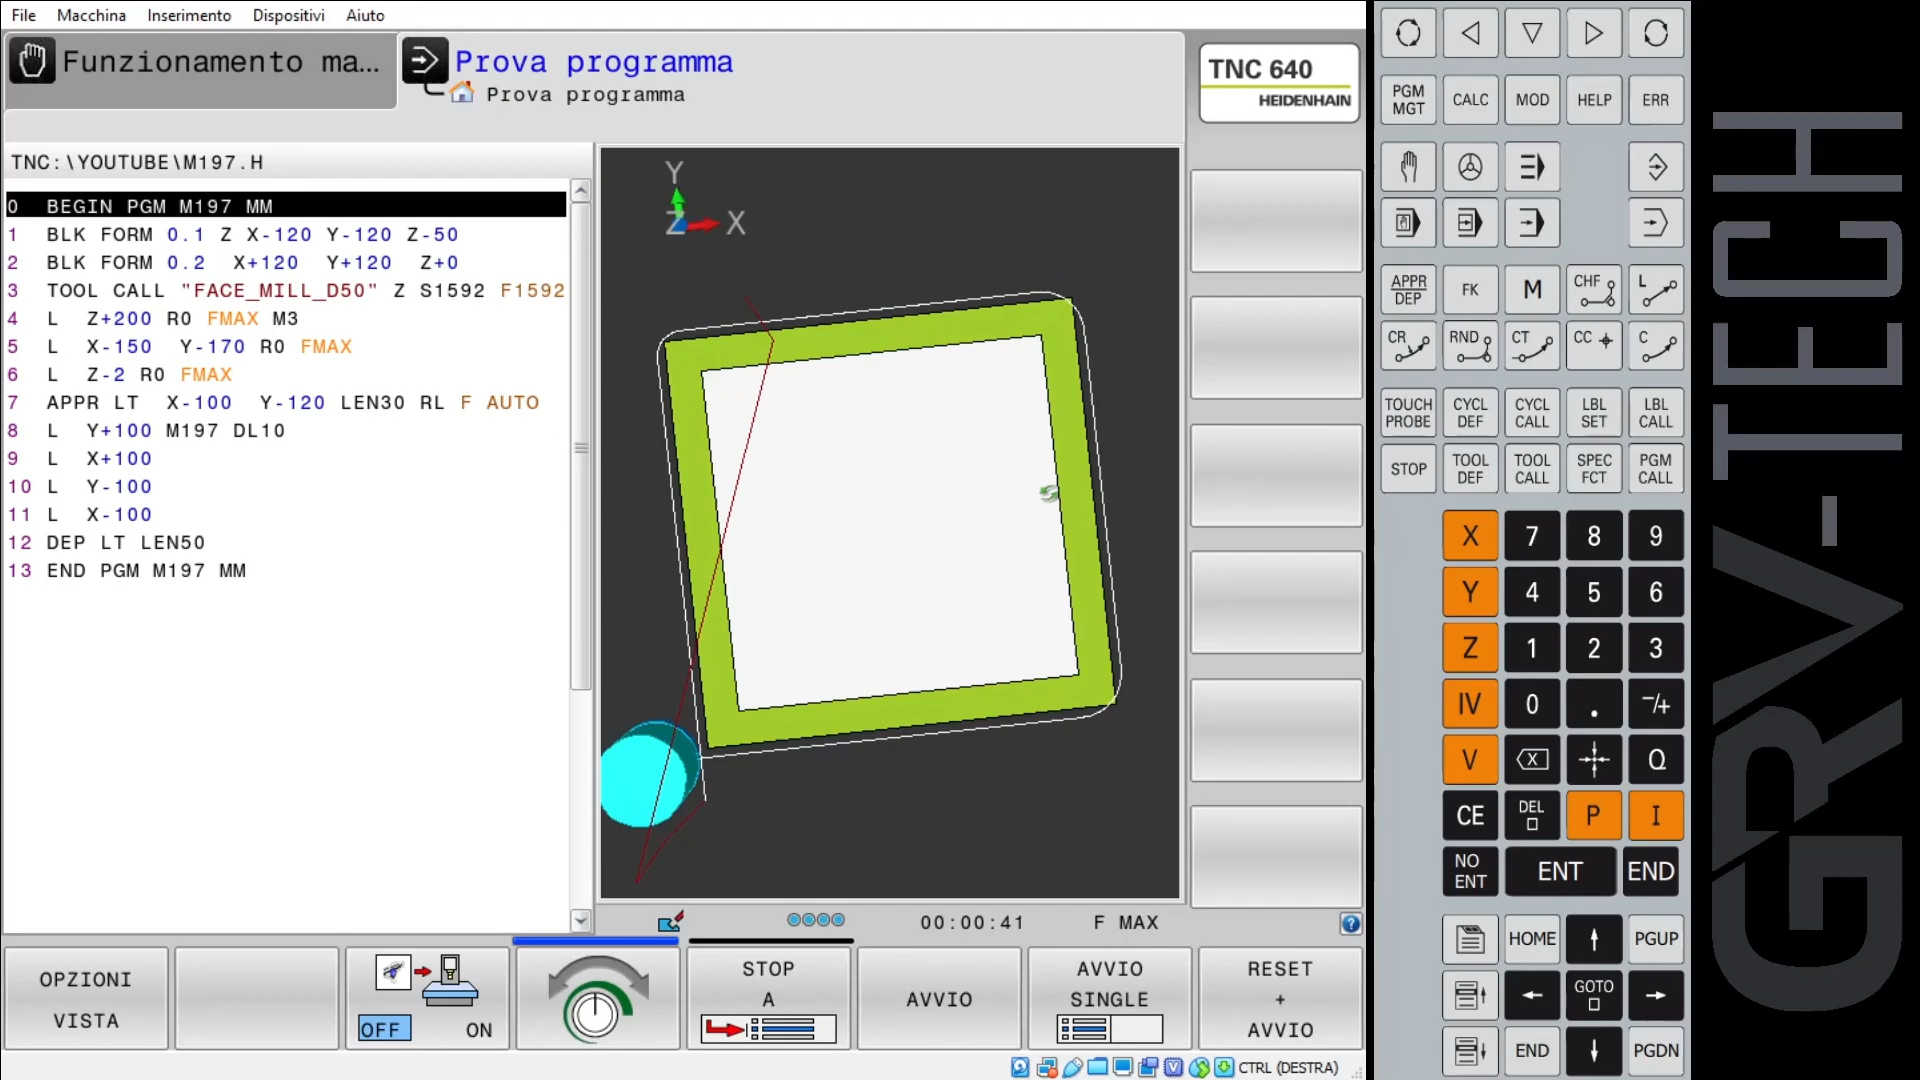 File Macchina Inserimento Dispositivi Aiuto
Funzionamento ma...
Prova programma
Prova programma
TNC 640
HEIDENHAIN
TNC:\YOUTUBE\M197.H
0 BEGIN PGM M197 MM
1 BLK FORM 0.1 Z X-120 Y-120 Z-50
2 BLK FORM 0.2 X+120 Y+120 Z+0
3 TOOL CALL "FACE_MILL_D50" Z S1592 F1592
4 L Z+200 R0 FMAX M3
5 L X-150 Y-170 R0 FMAX
6 L Z-2 R0 FMAX
7 APPR LT X-100 Y-120 LEN30 RL F AUTO
8 L Y+100 M197 DL10
9 L X+100
10 L Y-100
11 L X-100
12 DEP LT LEN50
13 END PGM M197 MM
Y
Z X
00:00:41 F MAX
OPZIONI
VISTA
OFF ON
STOP
A
AVVIO
AVVIO
SINGLE
RESET
+
AVVIO
CTRL (DESTRA)
PGM
MGT
CALC
MOD
HELP
ERR
APPR
DEP
FK
M
CHF
L
CR
RND
CT
CC
C
TOUCH
PROBE
CYCL
DEF
CYCL
CALL
LBL
SET
LBL
CALL
STOP
TOOL
DEF
TOOL
CALL
SPEC
FCT
PGM
CALL
X 7 8 9
Y 4 5 6
Z 1 2 3
IV 0 . -/+
V X Q
CE
DEL
P I
NO
ENT
ENT
END
HOME
PGUP
GOTO
END
PGDN
GRV-TECH